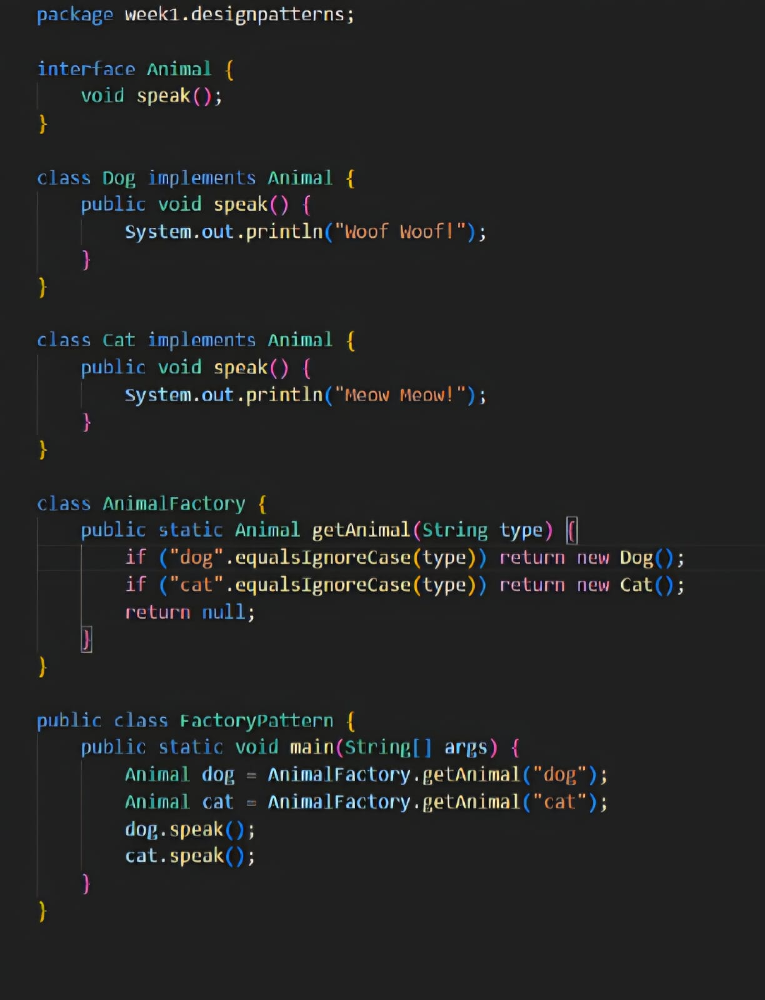 package week1.designpatterns;
interface Animal {
void speak();
}
class Dog implements Animal {
public void speak() {
System.out.println("Woof Woof!");
}
}
class Cat implements Animal {
public void speak() {
System.out.println("Meow Meow!");
}
}
class AnimalFactory {
public static Animal getAnimal(String type) {
if ("dog".equalsIgnoreCase(type)) return new Dog();
if ("cat".equalsIgnoreCase(type)) return new Cat();
return null;
}
}
public class FactoryPattern {
public static void main(String[] args) {
Animal dog = AnimalFactory.getAnimal("dog");
Animal cat = AnimalFactory.getAnimal("cat");
dog.speak();
cat.speak();
}
}